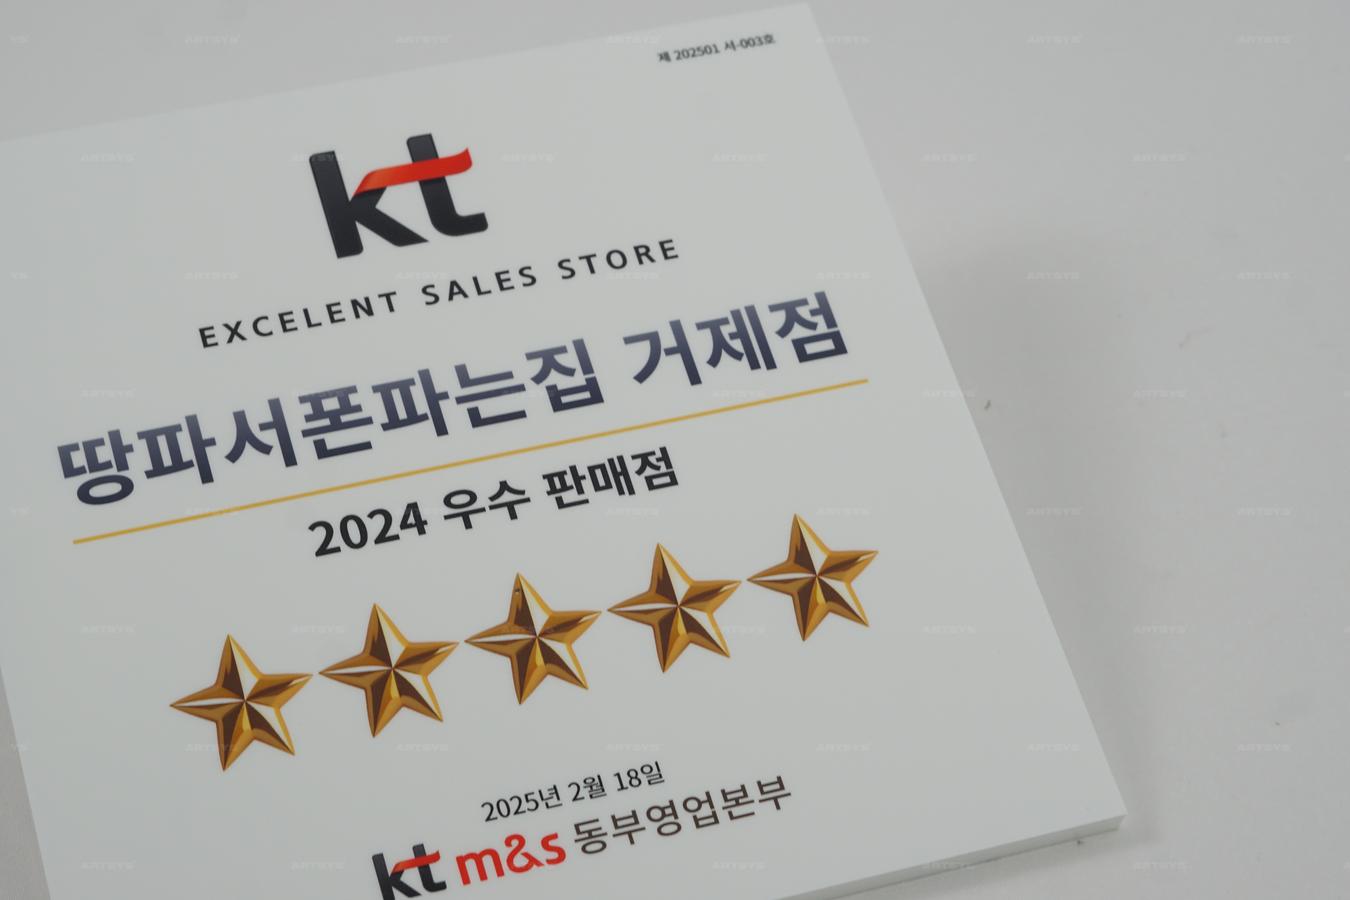 제 202501 서-003호
kt
EXCELENT SALES STORE
땅파서폰파는집 거제점
2024 우수 판매점
2025년 2월 18일
kt m&s 동부영업본부
ARTSYS